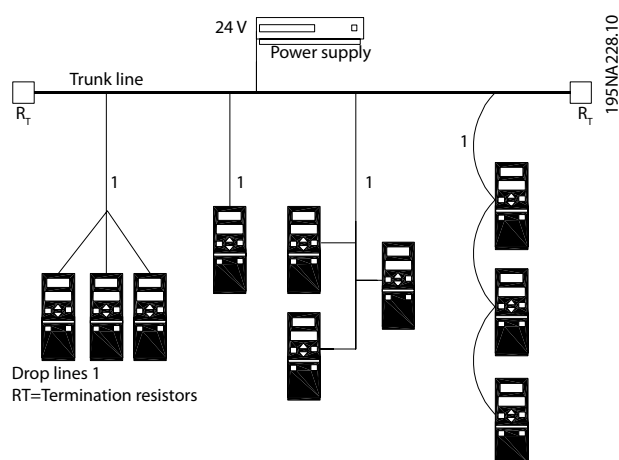 24 V
Power supply
195NA228.10
Trunk line
R_T
R_T
1
1
1
1
Drop lines 1
RT=Termination resistors